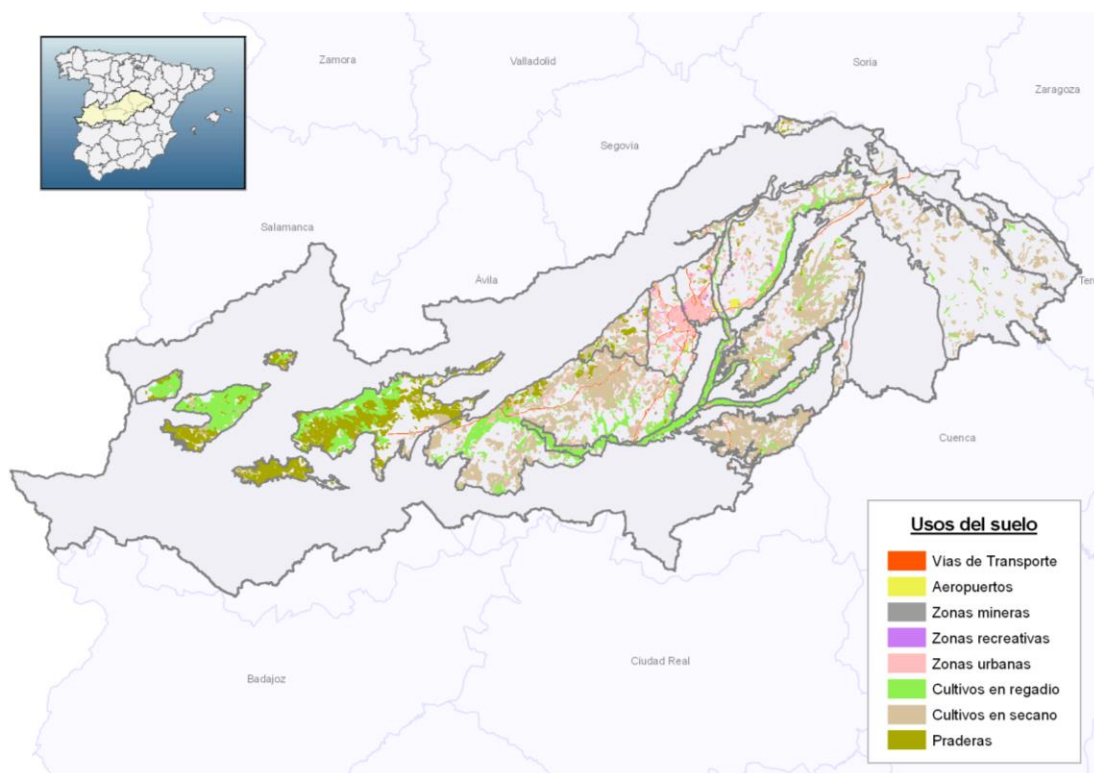 Zamora
Valladolid
Soria
Zaragoza
Segovia
Salamanca
Ávila
Cuenca
Badajoz
Ciudad Real
Usos del suelo
Vías de Transporte
Aeropuertos
Zonas mineras
Zonas recreativas
Zonas urbanas
Cultivos en regadio
Cultivos en secano
Praderas